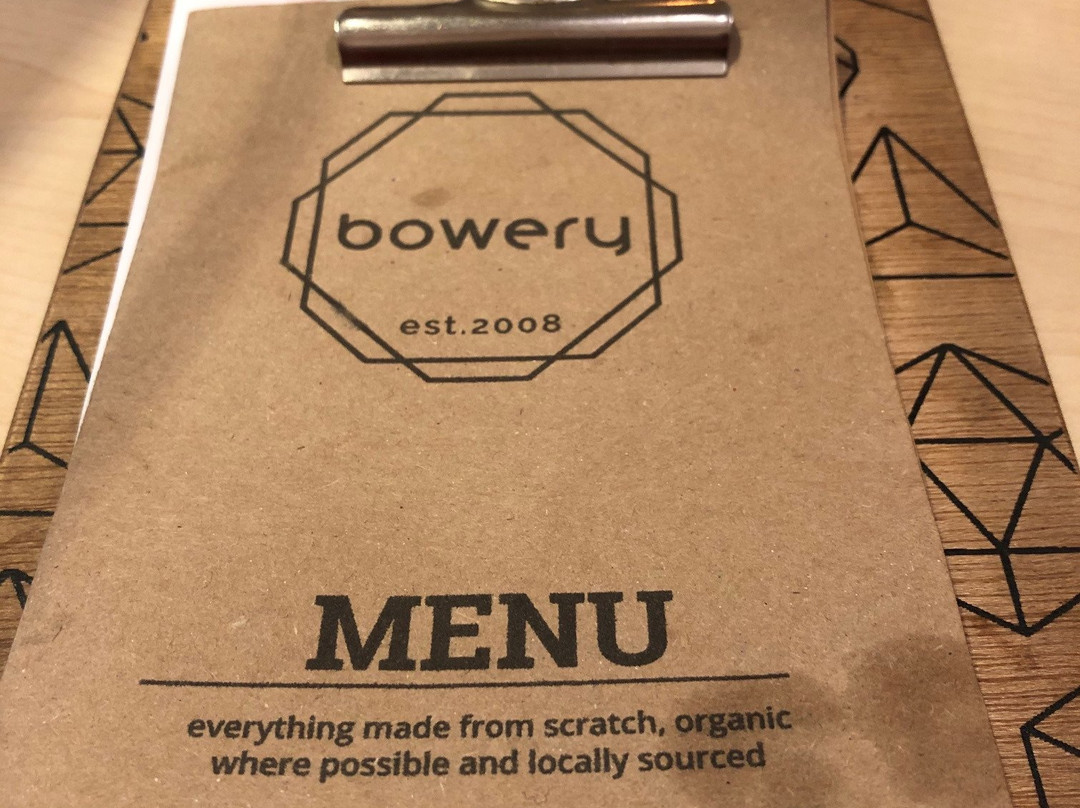 bowery
est.2008
MENU
everything made from scratch, organic
where possible and locally sourced